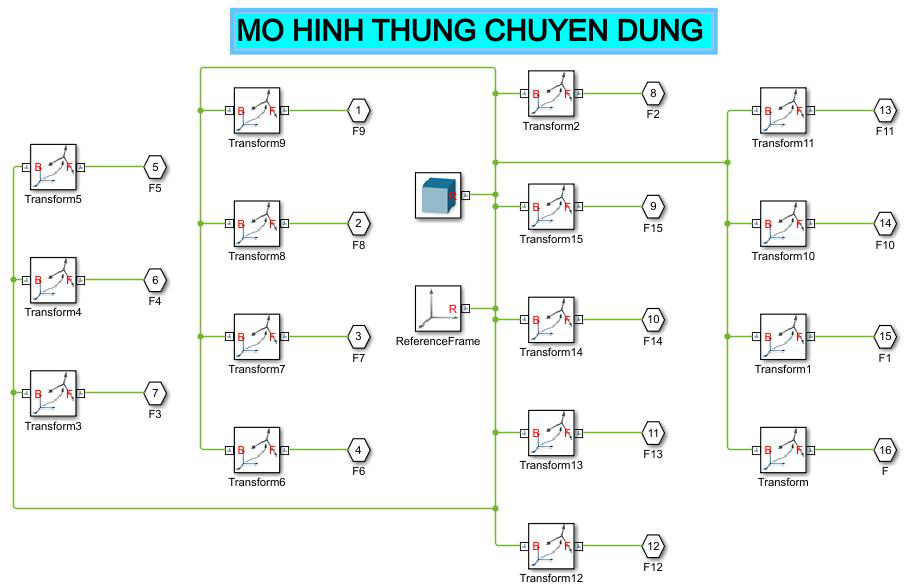 MO HINH THUNG CHUYEN DUNG
B F
Transform5
5
F5
B F
Transform4
6
F4
B F
Transform3
7
F3
B F
Transform9
1
F9
B F
Transform8
2
F8
B F
Transform7
3
F7
B F
Transform6
4
F6
R
R
ReferenceFrame
B F
Transform2
8
F2
B F
Transform15
9
F15
B F
Transform14
10
F14
B F
Transform13
11
F13
B F
Transform12
12
F12
B F
Transform11
13
F11
B F
Transform10
14
F10
B F
Transform1
15
F1
B F
Transform
16
F